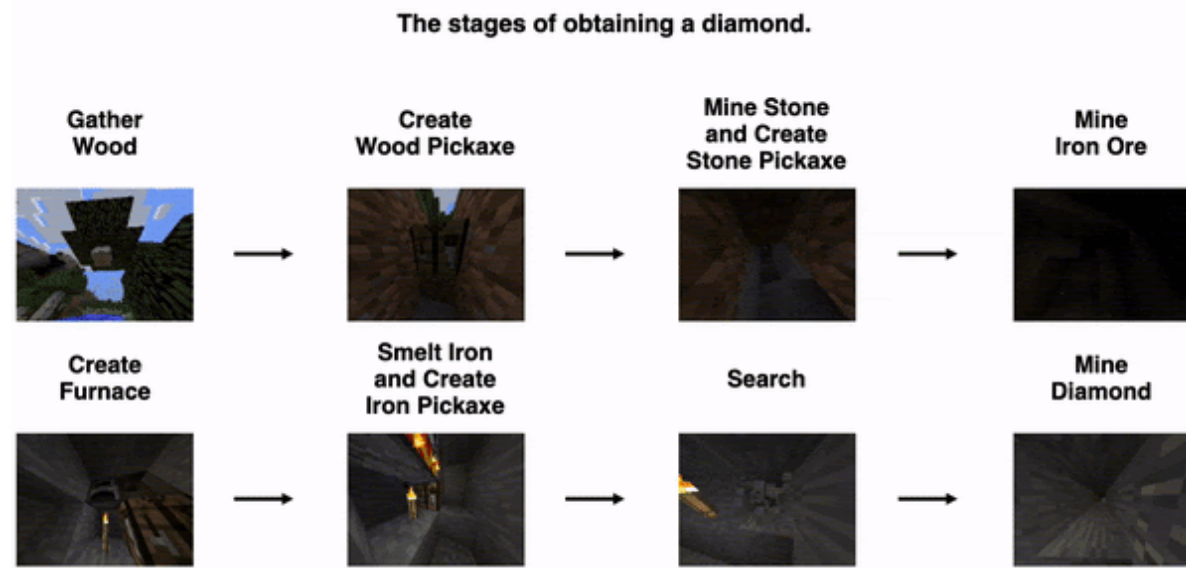 The stages of obtaining a diamond.
Gather
Wood
Create
Wood Pickaxe
Mine Stone
and Create
Stone Pickaxe
Mine
Iron Ore
Create
Furnace
Smelt Iron
and Create
Iron Pickaxe
Search
Mine
Diamond